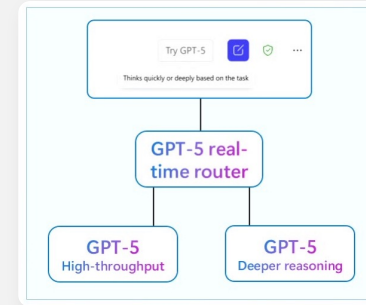 Try GPT-5
Thinks quickly or deeply based on the task
GPT-5 real-
time router
GPT-5
High-throughput
GPT-5
Deeper reasoning